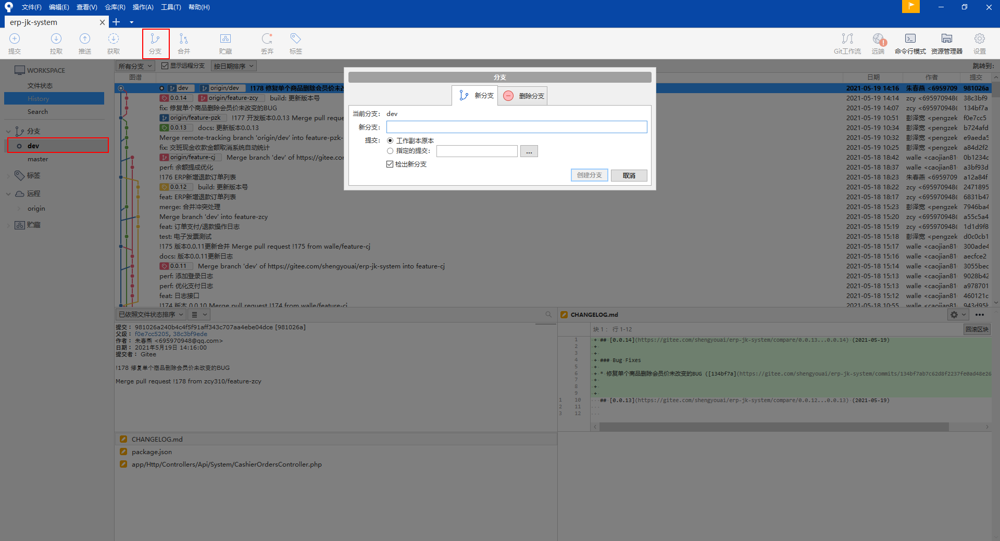 文件(F) 编辑(E) 查看(V) 仓库(R) 操作(A) 工具(T) 帮助(H)
erp-jk-system
提交 拉取 推送 获取 分支 合并 贮藏 丢弃 标签 Git工作流 远端 命令行模式 资源管理器 设置
WORKSPACE
文件状态
History
Search
分支
dev
master
标签
远程
origin
贮藏
所有分支 显示远程分支 按日期排序 跳转到:
图谱 日期 作者 提交
dev origin/dev !178 修复单个商品删除会员价未改 2021-05-19 14:16 朱春燕 <6959709 981026a
0.0.14 origin/feature-zcy build: 更新版本号 2021-05-19 14:14 zcy <695970948@ 38c3bf9
fix: 修复单个商品删除会员价未改变的BUG 2021-05-19 14:07 zcy <695970948@ 134bf7a
origin/feature-pzk !177 开发版本0.0.13 Merge pull reque 2021-05-19 10:51 彭泽宽 <pengzek f0e7cc5
0.0.13 docs: 更新版本0.0.13 2021-05-19 10:34 彭泽宽 <pengzek b724afd
Merge remote-tracking branch 'origin/dev' into feature-pzk- 2021-05-19 10:32 彭泽宽 <pengzek e9aeda5
fix: 交班现金收款金额取消系统自动统计 2021-05-19 10:25 彭泽宽 <pengzek a84d2f2
origin/feature-cj Merge branch 'dev' of https://gitee.com 2021-05-18 18:42 walle <caojian81 0b1234c
perf: 余额提成优化 2021-05-18 18:37 walle <caojian81 a3bf93d
!176 ERP新增退款订单列表 2021-05-18 18:23 朱春燕 <6959709 a12a84f
0.0.12 build: 更新版本号 2021-05-18 18:22 zcy <695970948@ 2471895
feat: ERP新增退款订单列表 2021-05-18 18:17 zcy <695970948@ 6831b47
merge: 合并冲突处理 2021-05-18 15:23 彭泽宽 <pengzek 7946ba4
Merge branch 'dev' into feature-zcy 2021-05-18 15:20 zcy <695970948@ a55c5a4
feat: 订单支付/退款操作日志 2021-05-18 15:19 zcy <695970948@ 1d1d9f8
test: 电子发票测试 2021-05-18 15:18 彭泽宽 <pengzek d0c0cb1
!175 版本0.0.11更新合并 Merge pull request !175 from walle/feature-cj 2021-05-18 15:17 walle <caojian81 300ade4
docs: 版本0.0.11更新日志 2021-05-18 15:16 walle <caojian81 aecfce2
0.0.11 Merge branch 'dev' of https://gitee.com/shengyouai/erp-jk-system into feature-cj 2021-05-18 15:14 walle <caojian81 3055bec
perf: 添加登录日志 2021-05-18 15:13 walle <caojian81 9028b42
perf: 优化支付日志 2021-05-18 15:13 walle <caojian81 a978701
feat: 日志接口 2021-05-18 15:12 walle <caojian81 460121c
!174 版本 0.0.10 Merge pull request !174 from walle/feature-cj 2021-05-18 10:55 walle <caojian81 943d95b
分支
新分支 删除分支
当前分支: dev
新分支:
提交: 工作副本原本
指定的提交: ...
检出新分支
创建分支 取消
已依照文件状态排序
提交: 981026a240b4c4f5f91aff343c707aa4ebe04dce [981026a]
父级: f0e7cc5205, 38c3bf9ede
作者: 朱春燕 <695970948@qq.com>
日期: 2021年5月19日 14:16:00
提交者: Gitee
!178 修复单个商品删除会员价未改变的BUG
Merge pull request !178 from zcy310/feature-zcy
CHANGELOG.md
package.json
app/Http/Controllers/Api/System/CashierOrdersController.php
CHANGELOG.md
块 1 : 行 1-12 回滚区块
1 + ## [0.0.14](https://gitee.com/shengyouai/erp-jk-system/compare/0.0.13...0.0.14) (2021-05-19)
2 +
3 +
4 + ### Bug Fixes
5 +
6 + * 修复单个商品删除会员价未改变的BUG ([134bf7a](https://gitee.com/shengyouai/erp-jk-system/commits/134bf7ab7c62d8f2237fe0ad48e26
7 +
8 +
9 +
1 10 ## [0.0.13](https://gitee.com/shengyouai/erp-jk-system/compare/0.0.12...0.0.13) (2021-05-19)
2 11
3 12